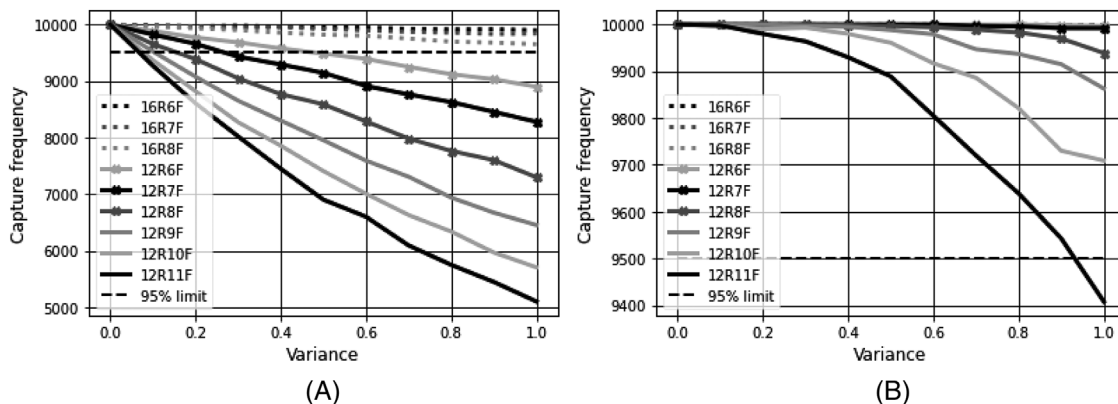 10000
9000
8000
7000
6000
5000
Capture frequency
16R6F
16R7F
16R8F
12R6F
12R7F
12R8F
12R9F
12R10F
12R11F
95% limit
0.0 0.2 0.4 0.6 0.8 1.0
Variance
(A)
10000
9900
9800
9700
9600
9500
9400
Capture frequency
16R6F
16R7F
16R8F
12R6F
12R7F
12R8F
12R9F
12R10F
12R11F
95% limit
0.0 0.2 0.4 0.6 0.8 1.0
Variance
(B)